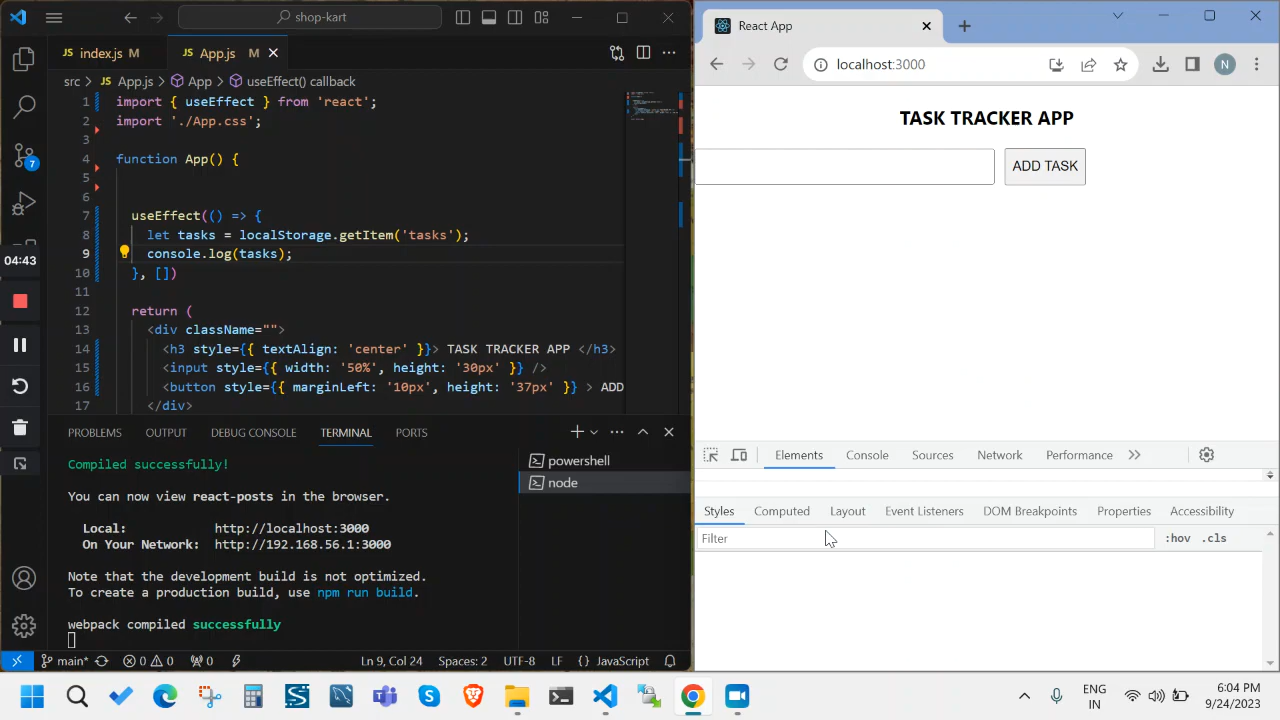 shop-kart
JS index.js M
JS App.js M
src > JS App.js > App > useEffect() callback
1 import { useEffect } from 'react';
2 import './App.css';
3
4 function App() {
5
6
7 useEffect(() => {
8 let tasks = localStorage.getItem('tasks');
9 console.log(tasks);
10 }, [])
11
12 return (
13 <div className="">
14 <h3 style={{ textAlign: 'center' }}> TASK TRACKER APP </h3>
15 <input style={{ width: '50%', height: '30px' }} />
16 <button style={{ marginLeft: '10px', height: '37px' }} > ADD
17 </div>
7
04:43
PROBLEMS OUTPUT DEBUG CONSOLE TERMINAL PORTS
powershell
node
Compiled successfully!
You can now view react-posts in the browser.
Local: http://localhost:3000
On Your Network: http://192.168.56.1:3000
Note that the development build is not optimized.
To create a production build, use npm run build.
webpack compiled successfully
main* 0 0 0 Ln 9, Col 24 Spaces: 2 UTF-8 LF {} JavaScript
React App
localhost:3000
N
TASK TRACKER APP
ADD TASK
Elements Console Sources Network Performance
Styles Computed Layout Event Listeners DOM Breakpoints Properties Accessibility
Filter :hov .cls
ENG
IN
6:04 PM
9/24/2023